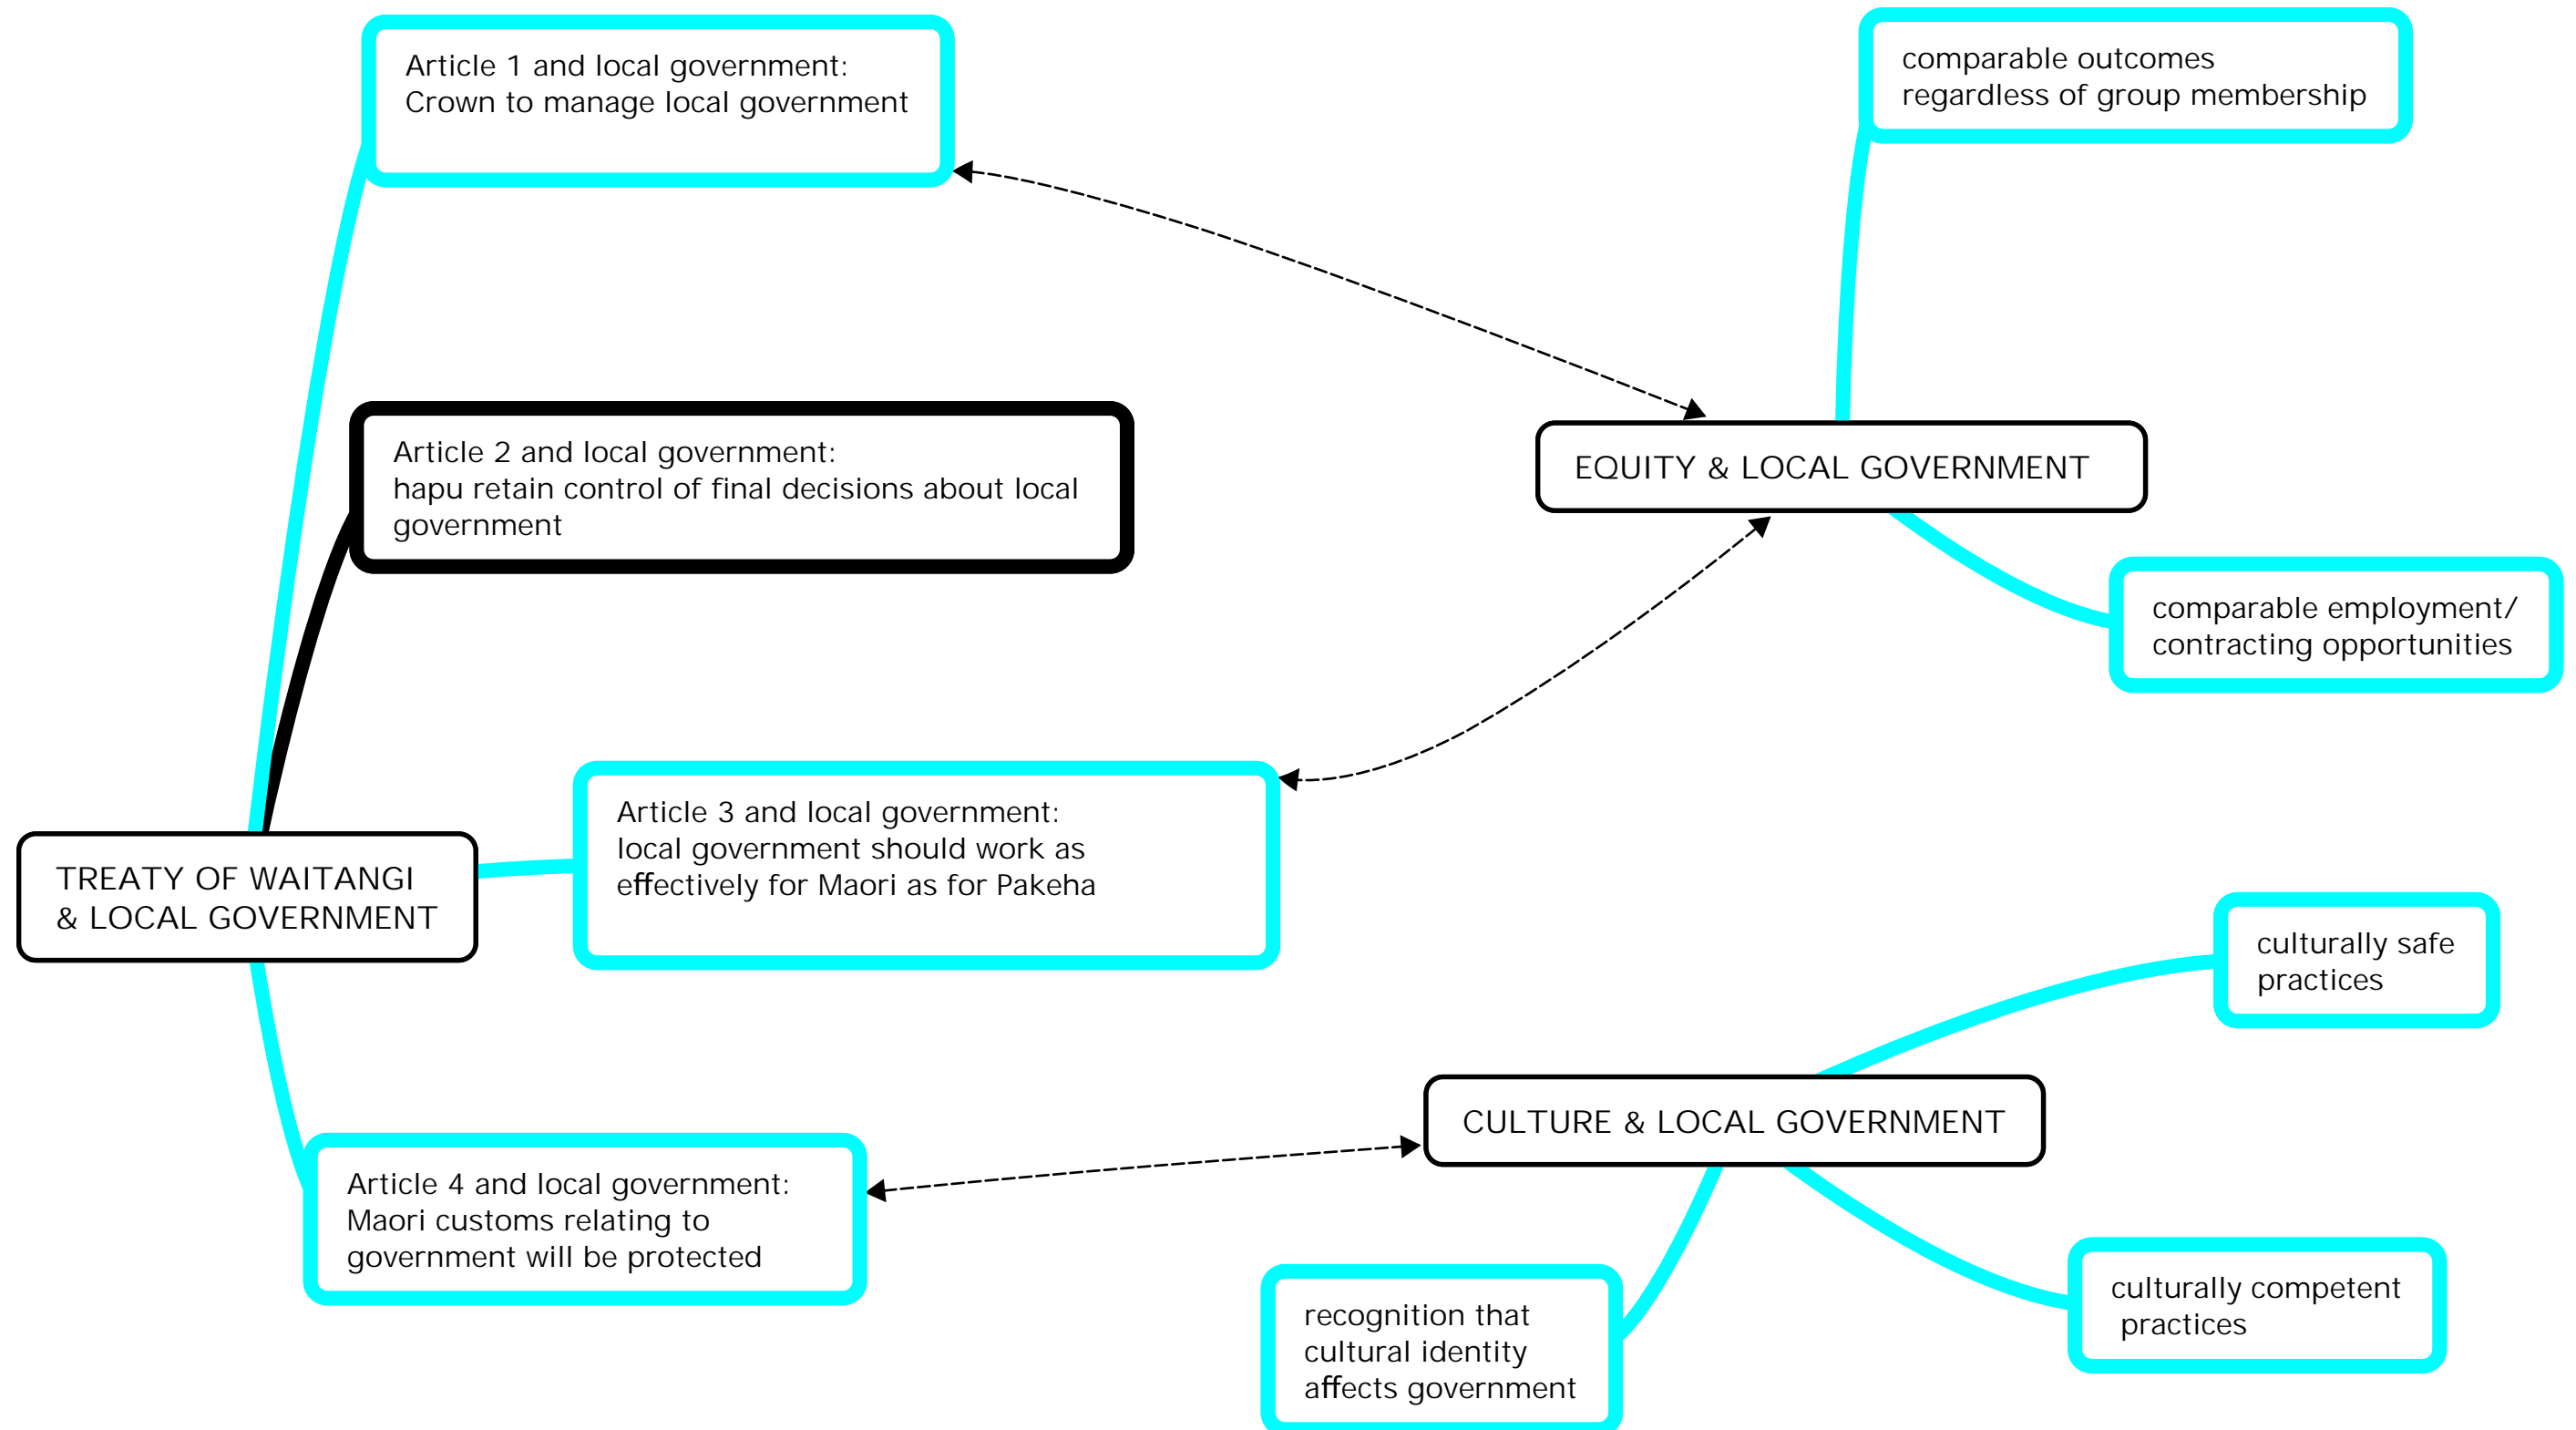 Article 1 and local government:
Crown to manage local government
comparable outcomes
regardless of group membership
Article 2 and local government:
hapu retain control of final decisions about local
government
EQUITY & LOCAL GOVERNMENT
comparable employment/
contracting opportunities
Article 3 and local government:
local government should work as
effectively for Maori as for Pakeha
TREATY OF WAITANGI
& LOCAL GOVERNMENT
culturally safe
practices
CULTURE & LOCAL GOVERNMENT
Article 4 and local government:
Maori customs relating to
government will be protected
recognition that
cultural identity
affects government
culturally competent
practices